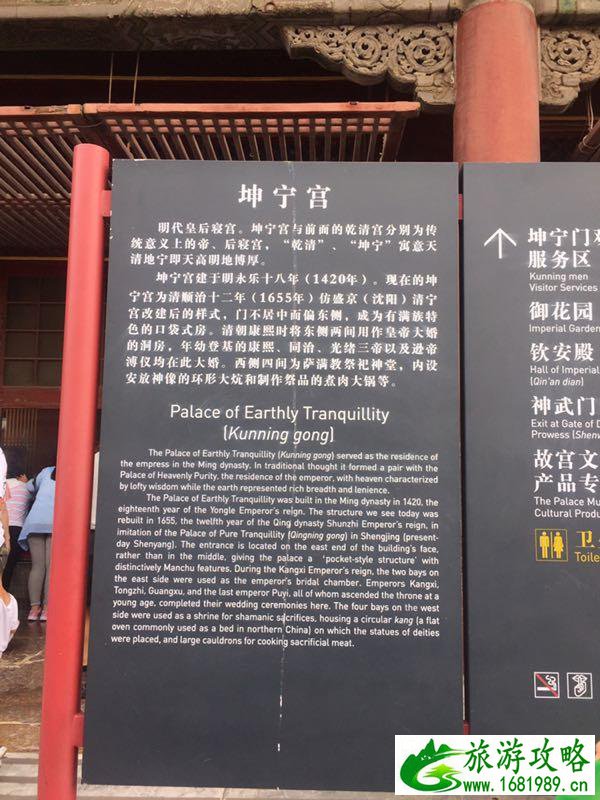 坤宁宫
明代皇后寝宫。坤宁宫与前面的乾清宫分别为传
统意义上的帝、后寝宫，“乾清”、“坤宁”寓意天
清地宁即天高明地博厚。
坤宁宫建于明永乐十八年（1420年）。现在的坤
宁宫为清顺治十二年（1655年）仿盛京（沈阳）清宁
宫改建后的样式，门不居中而偏东侧，成为有满族特
色的口袋式房。清朝康熙时将东侧两间用作皇帝大婚
的洞房，年幼登基的康熙、同治、光绪三帝以及逊帝
溥仪均在此大婚。西侧四间为萨满教祭祀神堂，内设
安放神像的环形大炕和制作祭品的煮肉大锅等。
Palace of Earthly Tranquillity
(Kunning gong)
The Palace of Earthly Tranquillity (Kunning gong) served as the residence of
the empress in the Ming dynasty. In traditional thought it formed a pair with the
Palace of Heavenly Purity, the residence of the emperor, with heaven characterized
by lofty wisdom while the earth represented rich breadth and lenience.
The Palace of Earthly Tranquillity was built in the Ming dynasty in 1420, the
eighteenth year of the Yongle Emperor's reign. The structure we see today was
rebuilt in 1655, the twelfth year of the Qing dynasty Shunzhi Emperor's reign, in
imitation of the Palace of Pure Tranquillity (Qingning gong) in Shengjing (present-
day Shenyang). The entrance is located on the east end of the building's face,
rather than in the middle, giving the palace a 'pocket-style structure' with
distinctively Manchu features. During the Kangxi Emperor's reign, the two bays on
the east side were used as the emperor's bridal chamber. Emperors Kangxi,
Tongzhi, Guangxu, and the last emperor Puyi, all of whom ascended the throne at a
young age, completed their wedding ceremonies here. The four bays on the west
side were used as a shrine for shamanic sacrifices, housing a circular kang (a flat
oven commonly used as a bed in northern China) on which the statues of deities
were placed, and large cauldrons for cooking sacrificial meat.
坤宁门
服务区
Kunning men
Visitor Services
御花园
Imperial Garden
钦安殿
Hall of Imperial
(Qin'an dian)
神武门
Exit at Gate of
Prowess (Shenw
故宫文
产品专
The Palace Mu
Cultural Produ
卫
Toile
旅游攻略
www.1681989.cn